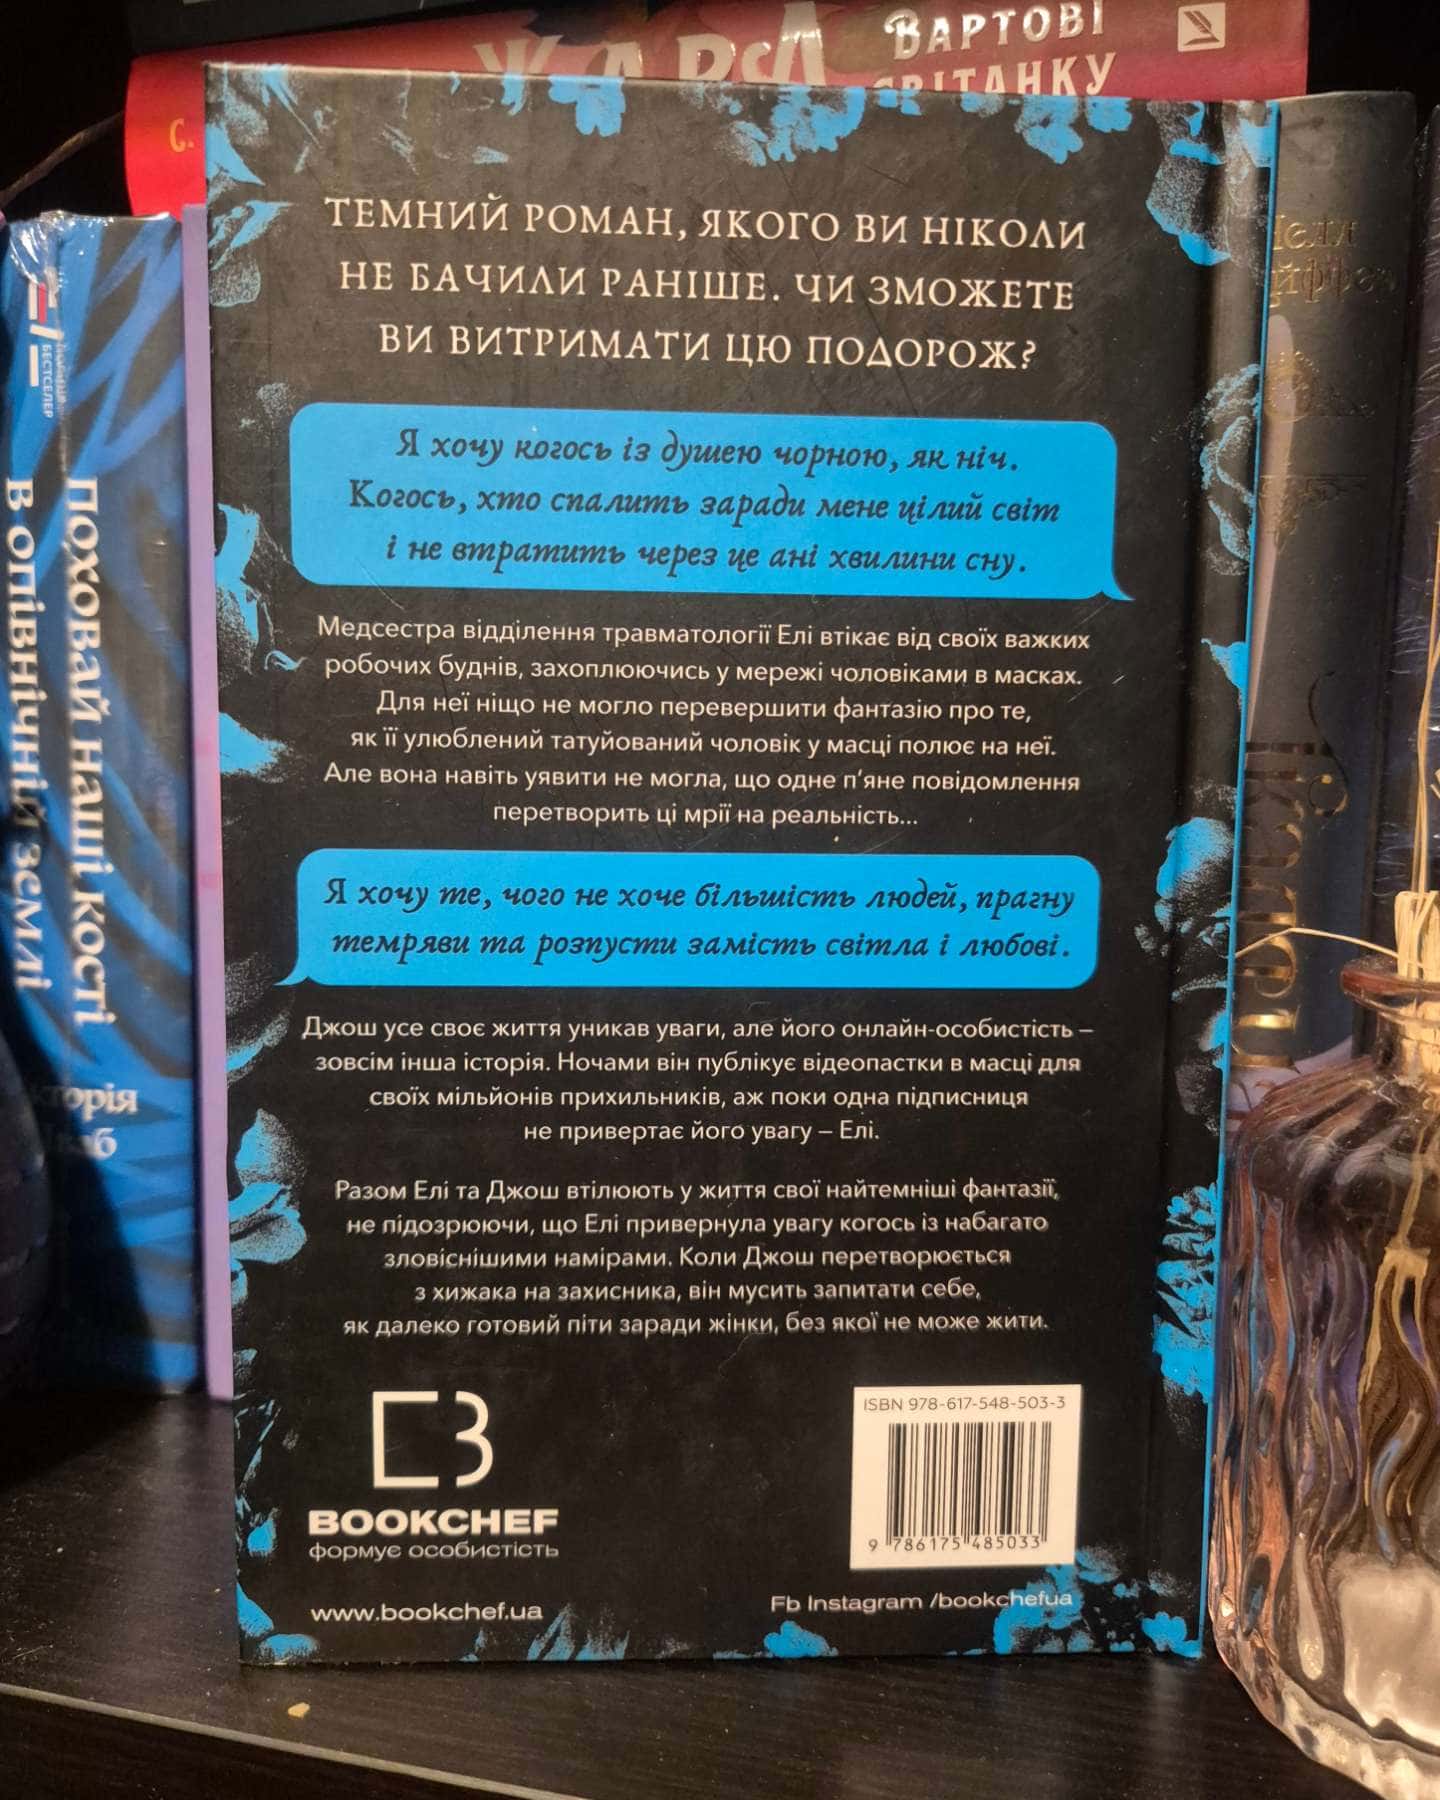 ВАРТОВІ
СВІТАНКУ
С.
ТЕМНИЙ РОМАН, ЯКОГО ВИ НІКОЛИ
НЕ БАЧИЛИ РАНІШЕ. ЧИ ЗМОЖЕТЕ
ВИ ВИТРИМАТИ ЦЮ ПОДОРОЖ?
Я хочу когось із душею чорною, як ніч.
Когось, хто спалить заради мене цілий світ
і не втратить через це ані хвилини сну.
Медсестра відділення травматології Елі втікає від своїх важких
робочих буднів, захоплюючись у мережі чоловіками в масках.
Для неї ніщо не могло перевершити фантазію про те,
як її улюблений татуйований чоловік у масці полює на неї.
Але вона навіть уявити не могла, що одне п'яне повідомлення
перетворить ці мрії на реальність...
Я хочу те, чого не хоче більшість людей, прагну
темряви та розпусти замість світла і любові.
Джош усе своє життя уникав уваги, але його онлайн-особистість –
зовсім інша історія. Ночами він публікує відеопастки в масці для
своїх мільйонів прихильників, аж поки одна підписниця
не привертає його увагу – Елі.
Разом Елі та Джош втілюють у життя свої найтемніші фантазії,
не підозрюючи, що Елі привернула увагу когось із набагато
зловіснішими намірами. Коли Джош перетворюється
з хижака на захисника, він мусить запитати себе,
як далеко готовий піти заради жінки, без якої не може жити.
BOOKCHEF
формує особистість
www.bookchef.ua
ISBN 978-617-548-503-3
9 786175 485033
Fb Instagram /bookchefua
БЕСТСЕЛЕР
ПОХОВАЙ НАШІ КОСТІ
В ОПІВНІЧНІЙ ЗЕМЛІ